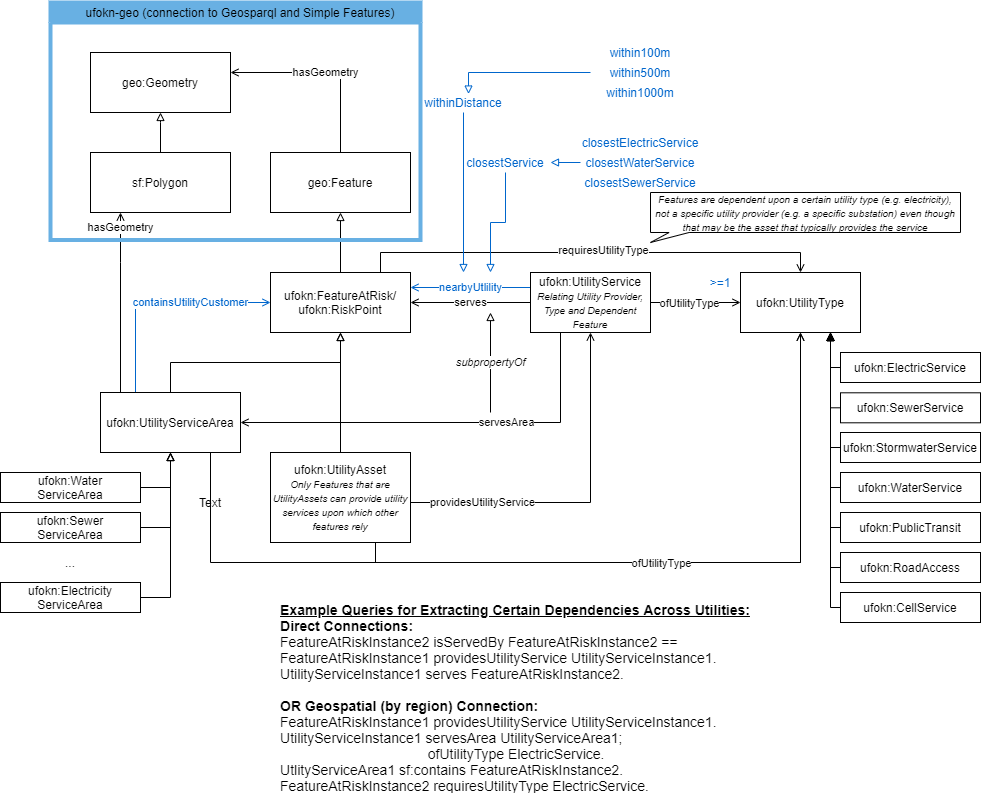 ufokn-geo (connection to Geosparql and Simple Features)
geo:Geometry
hasGeometry
within100m
within500m
within1000m
withinDistance
sf:Polygon
geo:Feature
closestService
closestElectricService
closestWaterService
closestSewerService
hasGeometry
Features are dependent upon a certain utility type (e.g. electricity),
not a specific utility provider (e.g. a specific substation) even though
that may be the asset that typically provides the service
requiresUtilityType
containsUtilityCustomer
ufokn:FeatureAtRisk/
ufokn:RiskPoint
nearbyUtlility
serves
ufokn:UtilityService
Relating Utility Provider,
Type and Dependent
Feature
>=1
ofUtilityType
ufokn:UtilityType
subpropertyOf
ufokn:ElectricService
ufokn:SewerService
ufokn:StormwaterService
ufokn:WaterService
ufokn:PublicTransit
ufokn:RoadAccess
ufokn:CellService
ufokn:UtilityServiceArea
servesArea
ufokn:Water
ServiceArea
ufokn:Sewer
ServiceArea
...
ufokn:Electricity
ServiceArea
Text
ufokn:UtilityAsset
Only Features that are
UtilityAssets can provide utility
services upon which other
features rely
providesUtilityService
ofUtilityType
Example Queries for Extracting Certain Dependencies Across Utilities:
Direct Connections:
FeatureAtRiskInstance2 isServedBy FeatureAtRiskInstance2 ==
FeatureAtRiskInstance1 providesUtilityService UtilityServiceInstance1.
UtilityServiceInstance1 serves FeatureAtRiskInstance2.
OR Geospatial (by region) Connection:
FeatureAtRiskInstance1 providesUtilityService UtilityServiceInstance1.
UtilityServiceInstance1 servesArea UtilityServiceArea1;
ofUtilityType ElectricService.
UtlityServiceArea1 sf:contains FeatureAtRiskInstance2.
FeatureAtRiskInstance2 requiresUtilityType ElectricService.